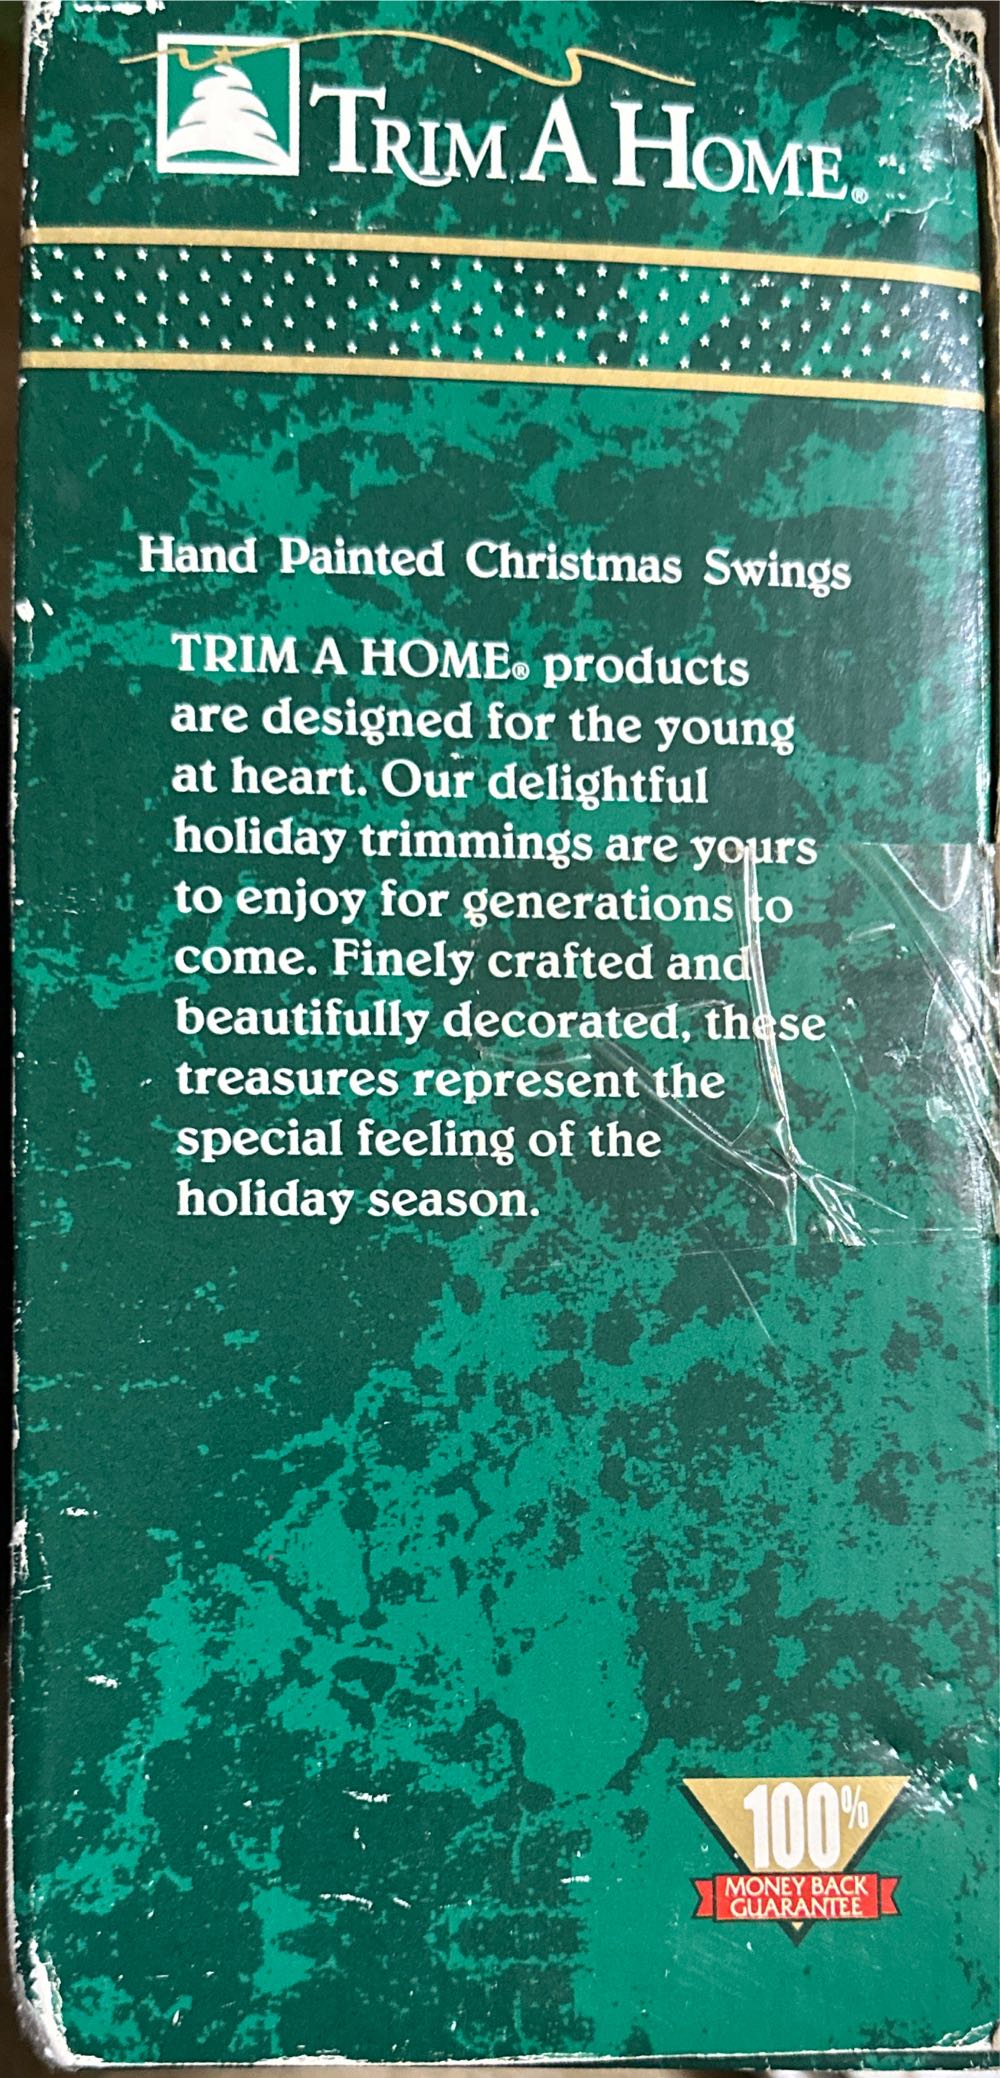 TRIM A HOME®
Hand Painted Christmas Swings
TRIM A HOME® products
are designed for the young
at heart. Our delightful
holiday trimmings are yours
to enjoy for generations to
come. Finely crafted and
beautifully decorated, these
treasures represent the
special feeling of the
holiday season.
100%
MONEY BACK
GUARANTEE